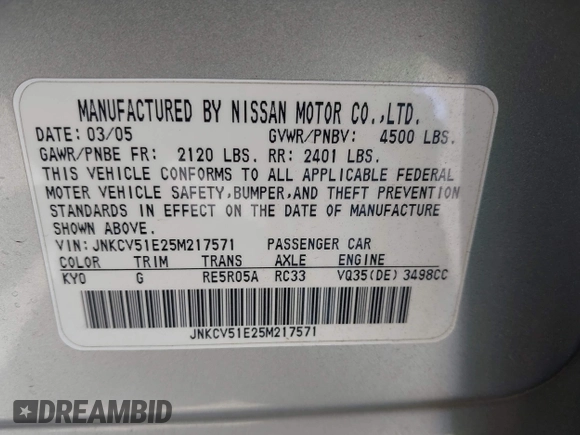 MANUFACTURED BY NISSAN MOTOR CO.,LTD.
DATE: 03/05 GVWR/PNBV: 4500 LBS.
GAWR/PNBE FR: 2120 LBS. RR: 2401 LBS.
THIS VEHICLE CONFORMS TO ALL APPLICABLE FEDERAL
MOTOR VEHICLE SAFETY,BUMPER,AND THEFT PREVENTION
STANDARDS IN EFFECT ON THE DATE OF MANUFACTURE
SHOWN ABOVE.
VIN:JNKCV51E25M217571 PASSENGER CAR
COLOR TRIM TRANS AXLE ENGINE
KY0 G RE5R05A RC33 VQ35(DE)3498CC
JNKCV51E25M217571
DREAMBID